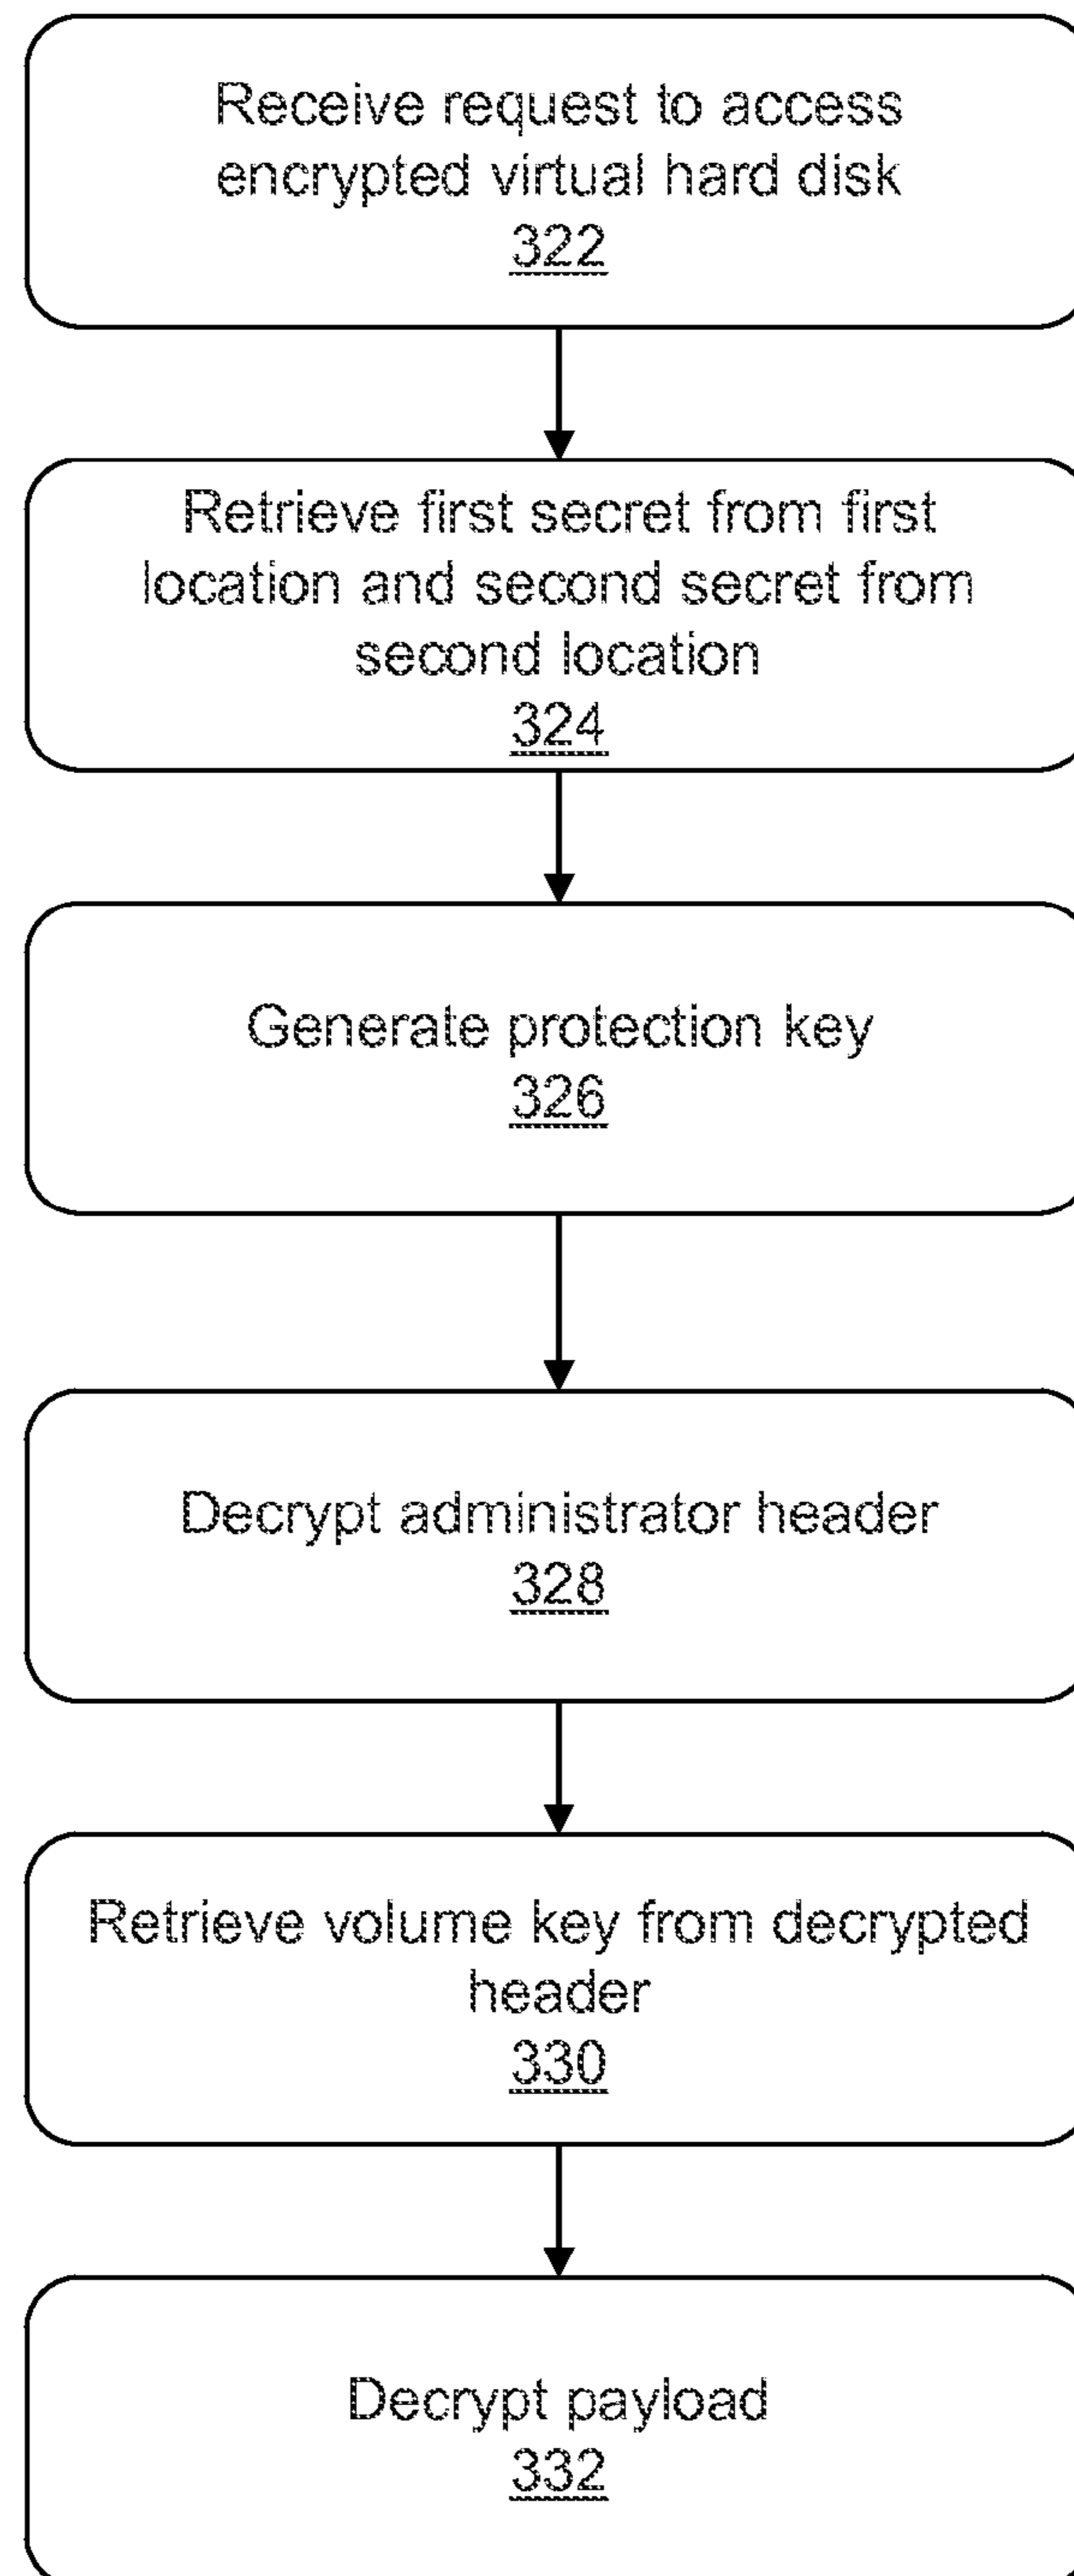 Receive request to access
encrypted virtual hard disk
322
Retrieve first secret from first
location and second secret from
second location
324
Generate protection key
326
Decrypt administrator header
328
Retrieve volume key from decrypted
header
330
Decrypt payload
332